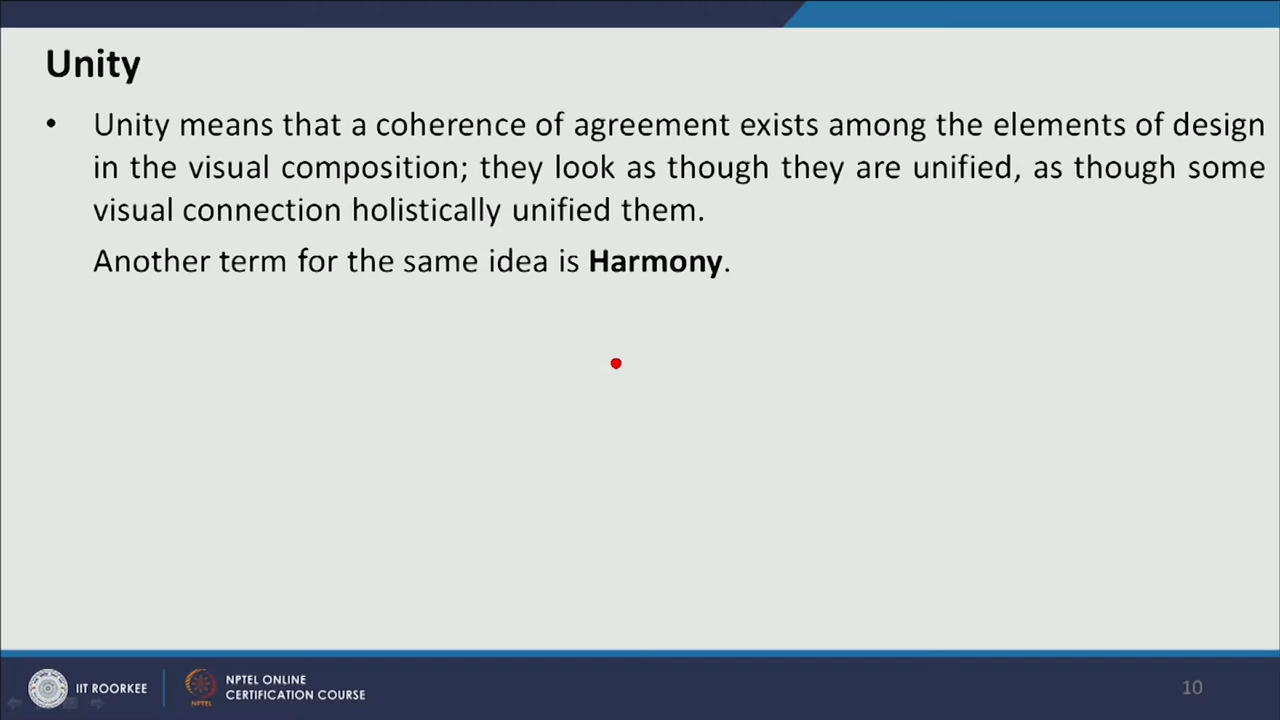 Unity
• Unity means that a coherence of agreement exists among the elements of design
in the visual composition; they look as though they are unified, as though some
visual connection holistically unified them.
Another term for the same idea is Harmony.
IIT ROORKEE
NPTEL
NPTEL ONLINE
CERTIFICATION COURSE
10